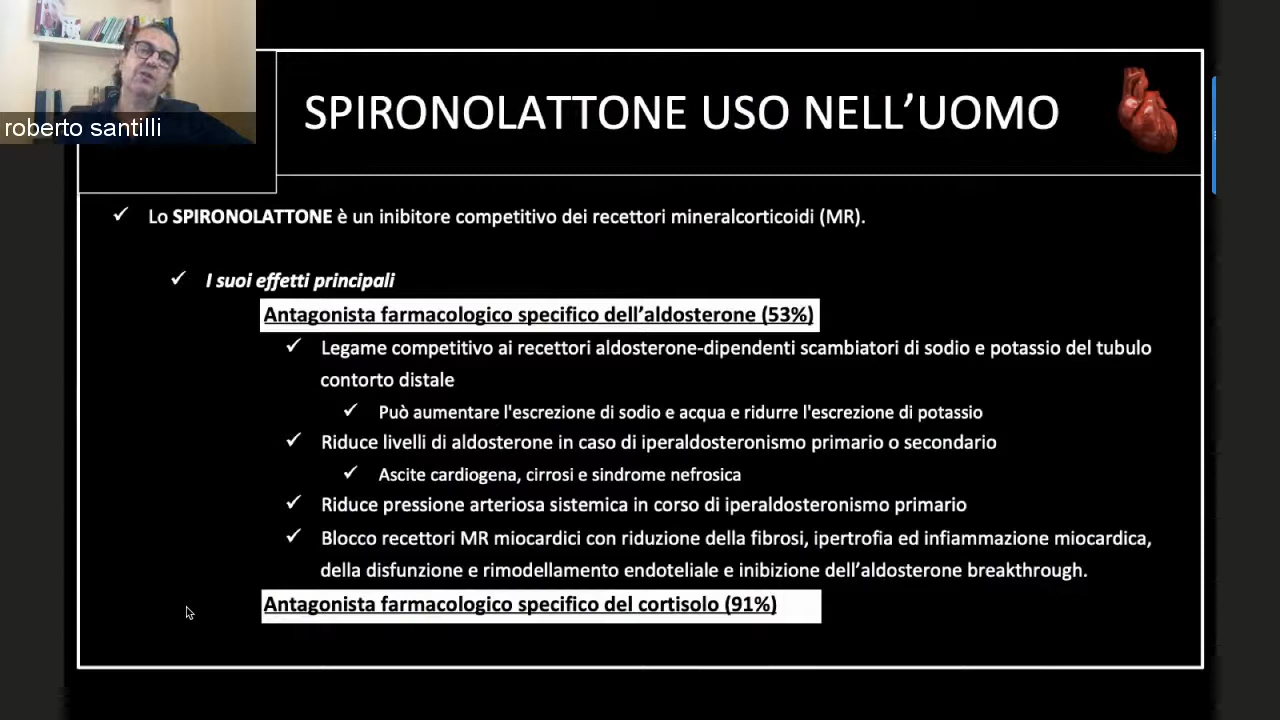 roberto santilli
SPIRONOLATTONE USO NELL’UOMO
Lo SPIRONOLATTONE è un inibitore competitivo dei recettori mineralcorticoidi (MR).
I suoi effetti principali
Antagonista farmacologico specifico dell’aldosterone (53%)
Legame competitivo ai recettori aldosterone-dipendenti scambiatori di sodio e potassio del tubulo
contorto distale
Può aumentare l'escrezione di sodio e acqua e ridurre l'escrezione di potassio
Riduce livelli di aldosterone in caso di iperaldosteronismo primario o secondario
Ascite cardiogena, cirrosi e sindrome nefrosica
Riduce pressione arteriosa sistemica in corso di iperaldosteronismo primario
Blocco recettori MR miocardici con riduzione della fibrosi, ipertrofia ed infiammazione miocardica,
della disfunzione e rimodellamento endoteliale e inibizione dell’aldosterone breakthrough.
Antagonista farmacologico specifico del cortisolo (91%)